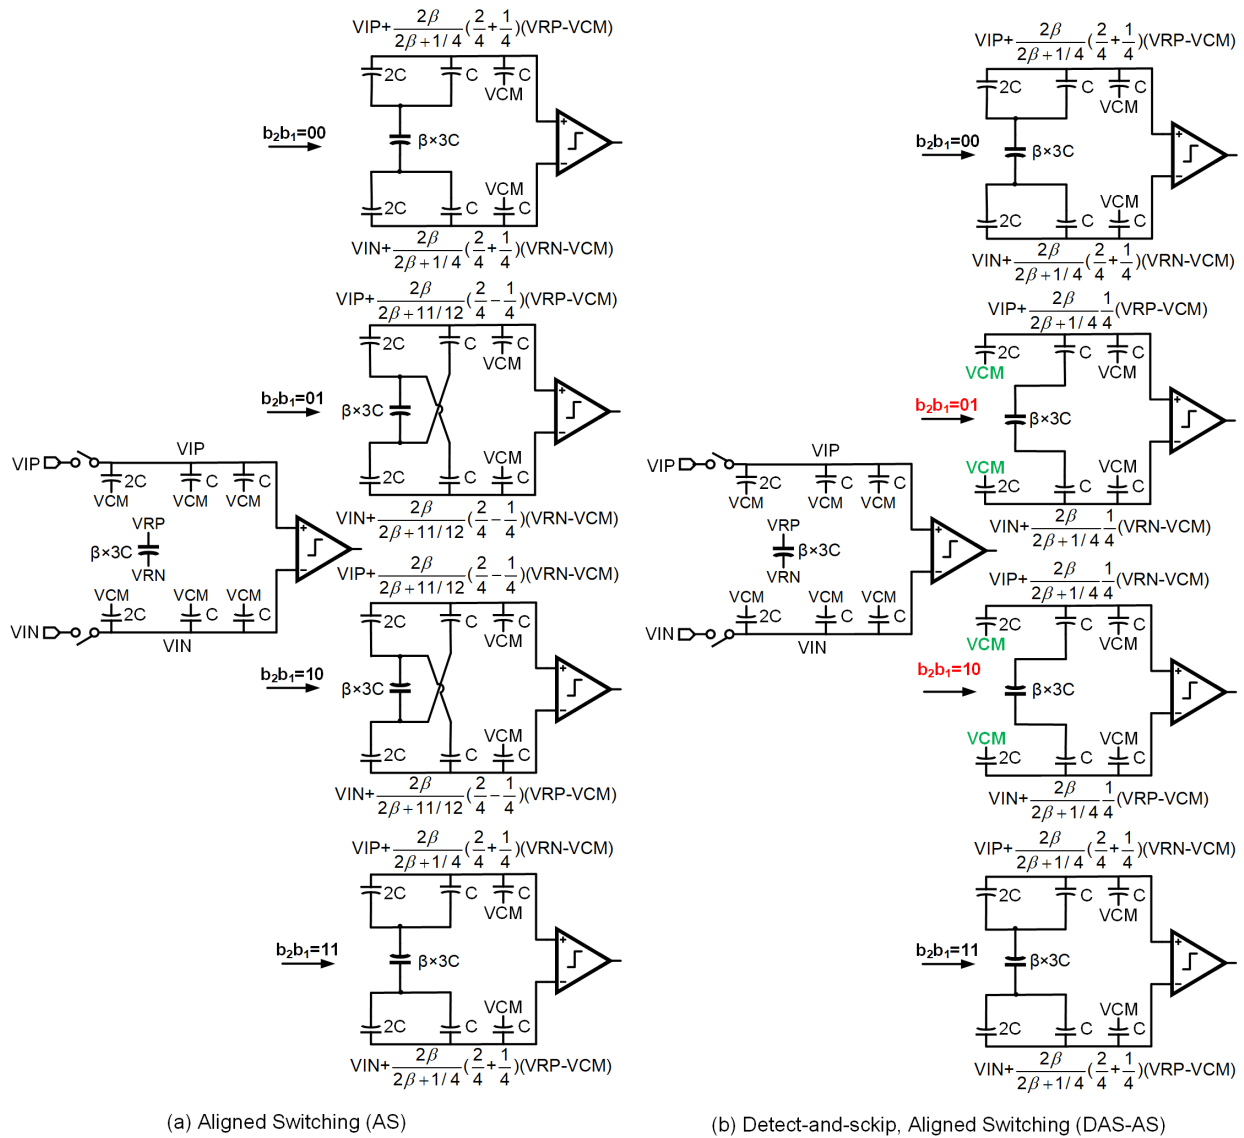 VIP+2β/(2β+1/4)(2/4+1/4)(VRP-VCM)
2C C C
VCM
b₂b₁=00
β×3C
+
−
VCM
2C C C
VIN+2β/(2β+1/4)(2/4+1/4)(VRN-VCM)
VIP+2β/(2β+11/12)(2/4−1/4)(VRP-VCM)
2C C C
VCM
b₂b₁=01
β×3C
+
−
VCM
2C C C
VIN+2β/(2β+11/12)(2/4−1/4)(VRN-VCM)
VIP
VIP
2C C C
VCM VCM VCM
VRP
β×3C
VRN
+
−
VCM VCM VCM
2C C C
VIN
VIN
VIP+2β/(2β+11/12)(2/4−1/4)(VRN-VCM)
2C C C
VCM
b₂b₁=10
β×3C
+
−
VCM
2C C C
VIN+2β/(2β+11/12)(2/4−1/4)(VRP-VCM)
VIP+2β/(2β+1/4)(2/4+1/4)(VRN-VCM)
2C C C
VCM
b₂b₁=11
β×3C
+
−
VCM
2C C C
VIN+2β/(2β+1/4)(2/4+1/4)(VRP-VCM)
(a) Aligned Switching (AS)
VIP+2β/(2β+1/4)(2/4+1/4)(VRP-VCM)
2C C C
VCM
b₂b₁=00
β×3C
+
−
VCM
2C C C
VIN+2β/(2β+1/4)(2/4+1/4)(VRN-VCM)
VIP+2β/(2β+1/4)1/4(VRP-VCM)
2C C C
VCM VCM
b₂b₁=01
β×3C
+
−
VCM VCM
2C C C
VIN+2β/(2β+1/4)1/4(VRN-VCM)
VIP
VIP
2C C C
VCM VCM VCM
VRP
β×3C
VRN
+
−
VCM VCM VCM
2C C C
VIN
VIN
VIP+2β/(2β+1/4)1/4(VRN-VCM)
2C C C
VCM VCM
b₂b₁=10
β×3C
+
−
VCM VCM
2C C C
VIN+2β/(2β+1/4)1/4(VRP-VCM)
VIP+2β/(2β+1/4)(2/4+1/4)(VRN-VCM)
2C C C
VCM
b₂b₁=11
β×3C
+
−
VCM
2C C C
VIN+2β/(2β+1/4)(2/4+1/4)(VRP-VCM)
(b) Detect-and-sckip, Aligned Switching (DAS-AS)